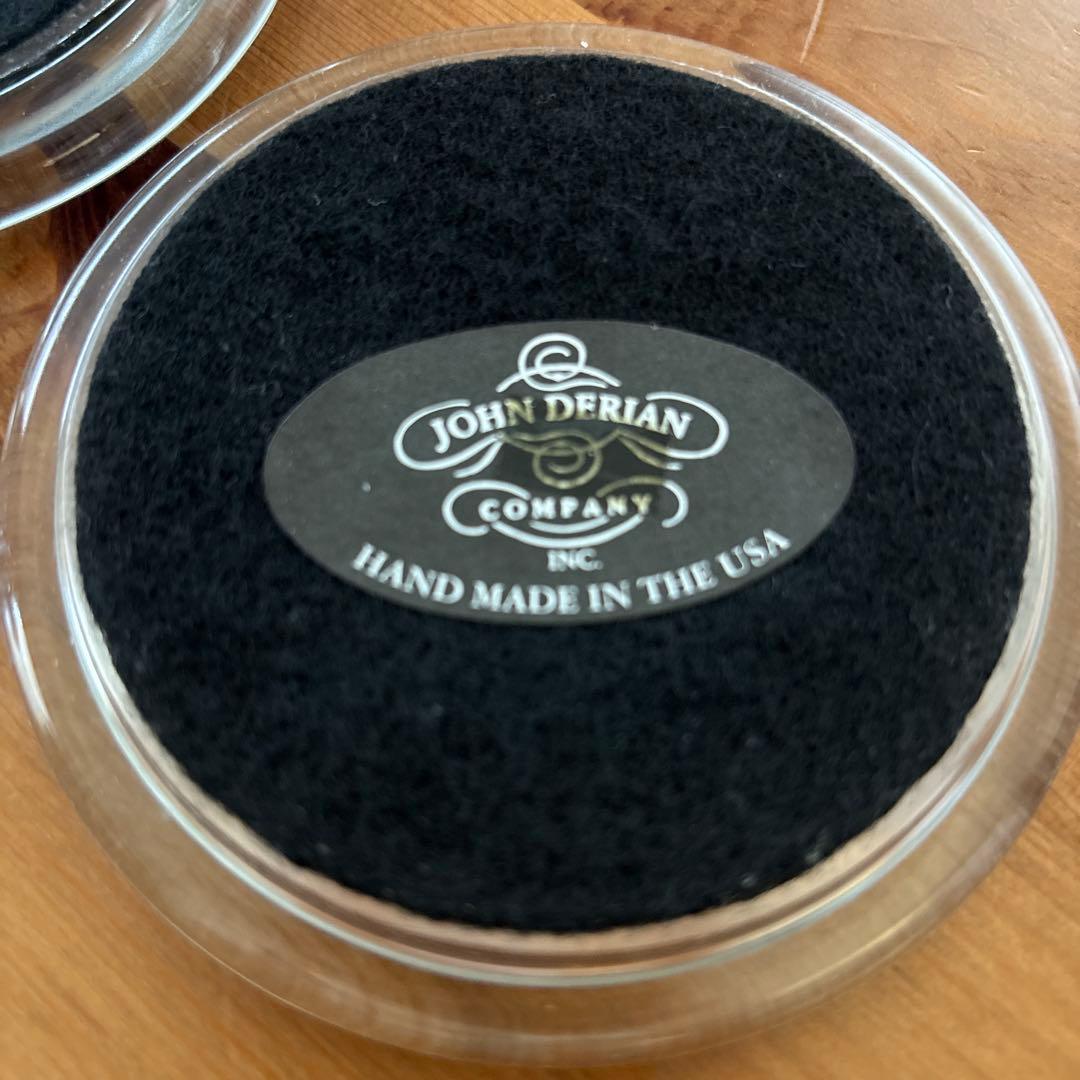 JOHN DERIAN
COMPANY
INC.
HAND MADE IN THE USA